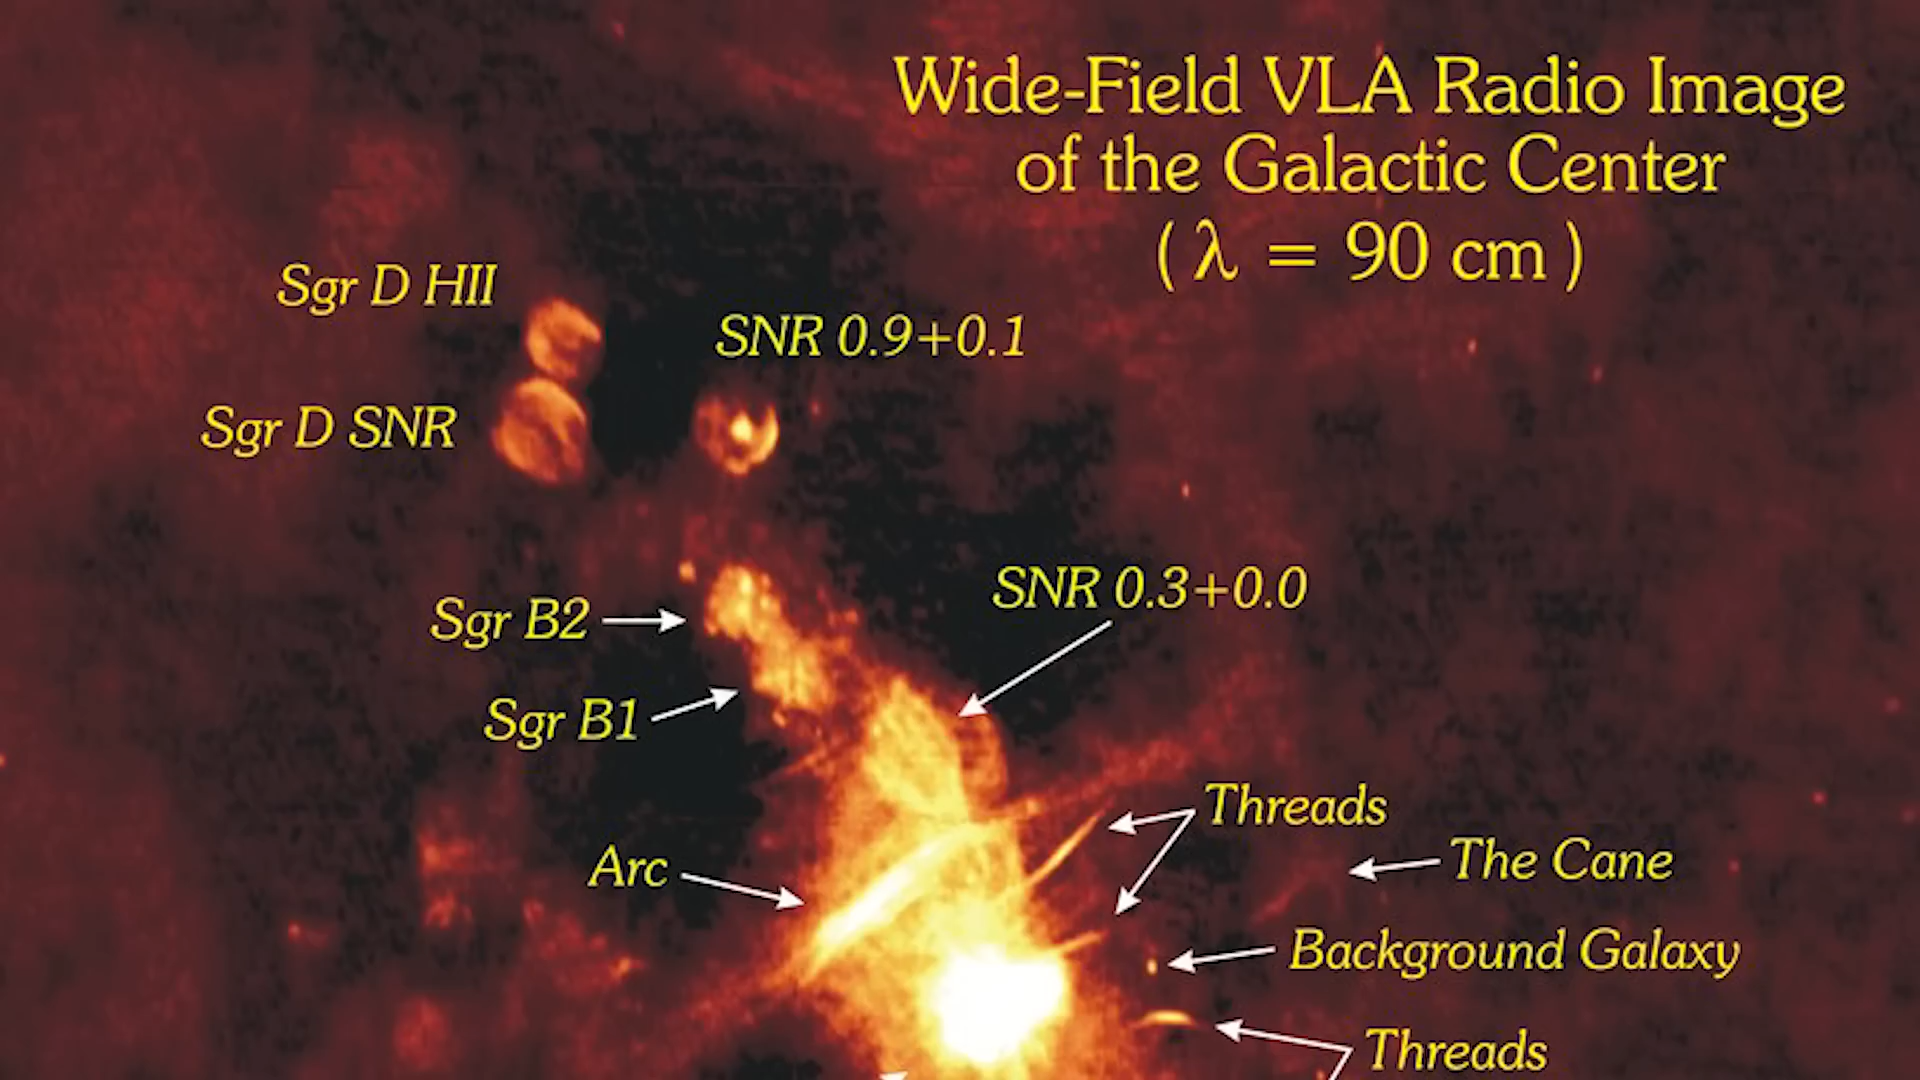 Wide-Field VLA Radio Image
of the Galactic Center
( λ = 90 cm )
Sgr D HII
SNR 0.9+0.1
Sgr D SNR
SNR 0.3+0.0
Sgr B2
Sgr B1
Threads
The Cane
Arc
Background Galaxy
Threads